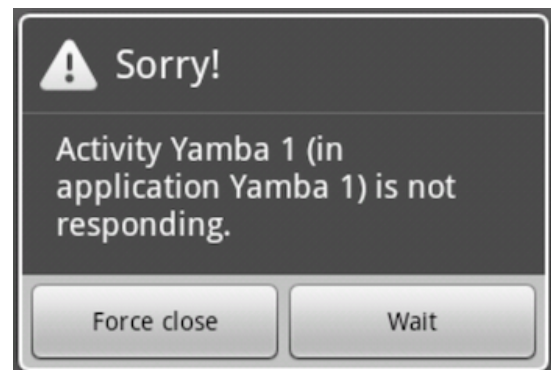 Sorry!
Activity Yamba 1 (in
application Yamba 1) is not
responding.
Force close
Wait